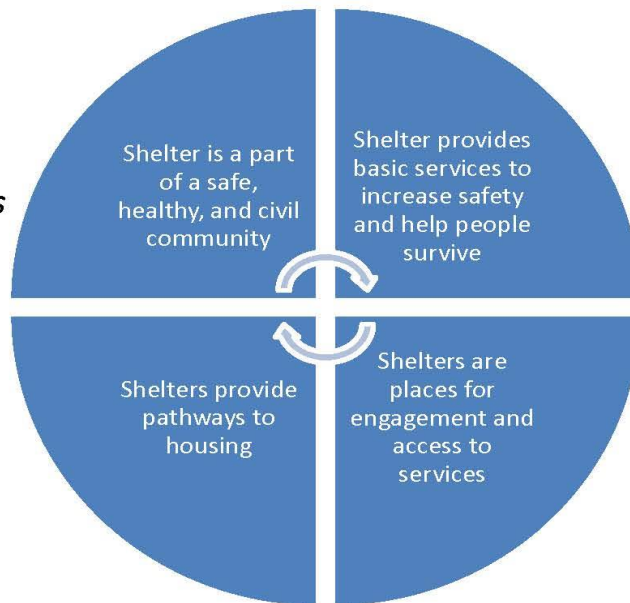 Shelter is a part
of a safe,
healthy, and civil
community
Shelter provides
basic services to
increase safety
and help people
survive
s
Shelters provide
pathways to
housing
Shelters are
places for
engagement and
access to
services